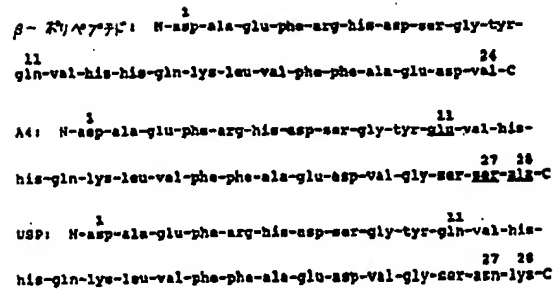 1
β- ポリペプチド: N-asp-ala-glu-phe-arg-his-asp-ser-gly-tyr-
11 24
gln-val-his-his-gln-lys-leu-val-phe-phe-ala-glu-asp-val-C
1 11
A4: N-asp-ala-glu-phe-arg-his-asp-ser-gly-tyr-glu-val-his-
27 28
his-gln-lys-leu-val-phe-phe-ala-glu-asp-val-gly-ser-ser-ala-C
1 11
USP: N-asp-ala-glu-phe-arg-his-asp-ser-gly-tyr-gln-val-his-
27 28
his-gln-lys-leu-val-phe-phe-ala-glu-asp-val-gly-ser-asn-lys-C